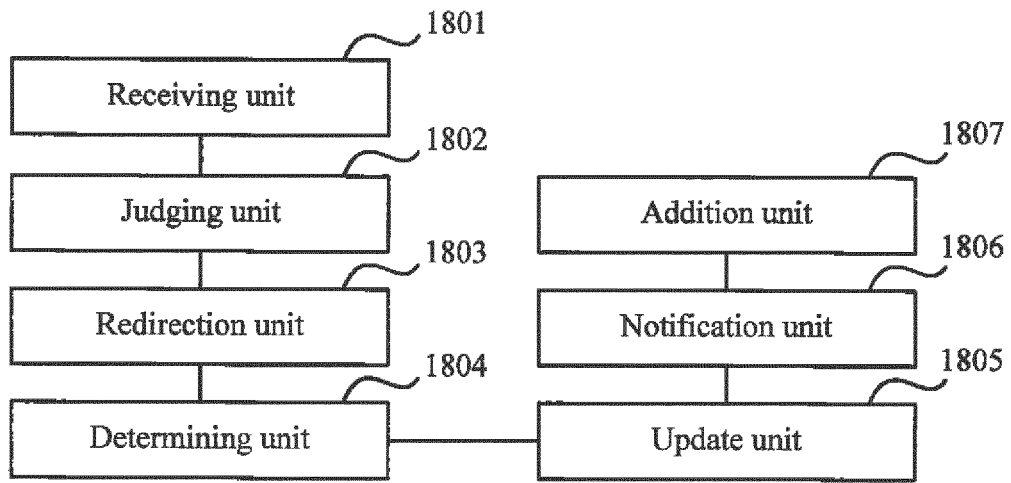 1801
Receiving unit
1802
Judging unit
1803
Redirection unit
1804
Determining unit
1807
Addition unit
1806
Notification unit
1805
Update unit